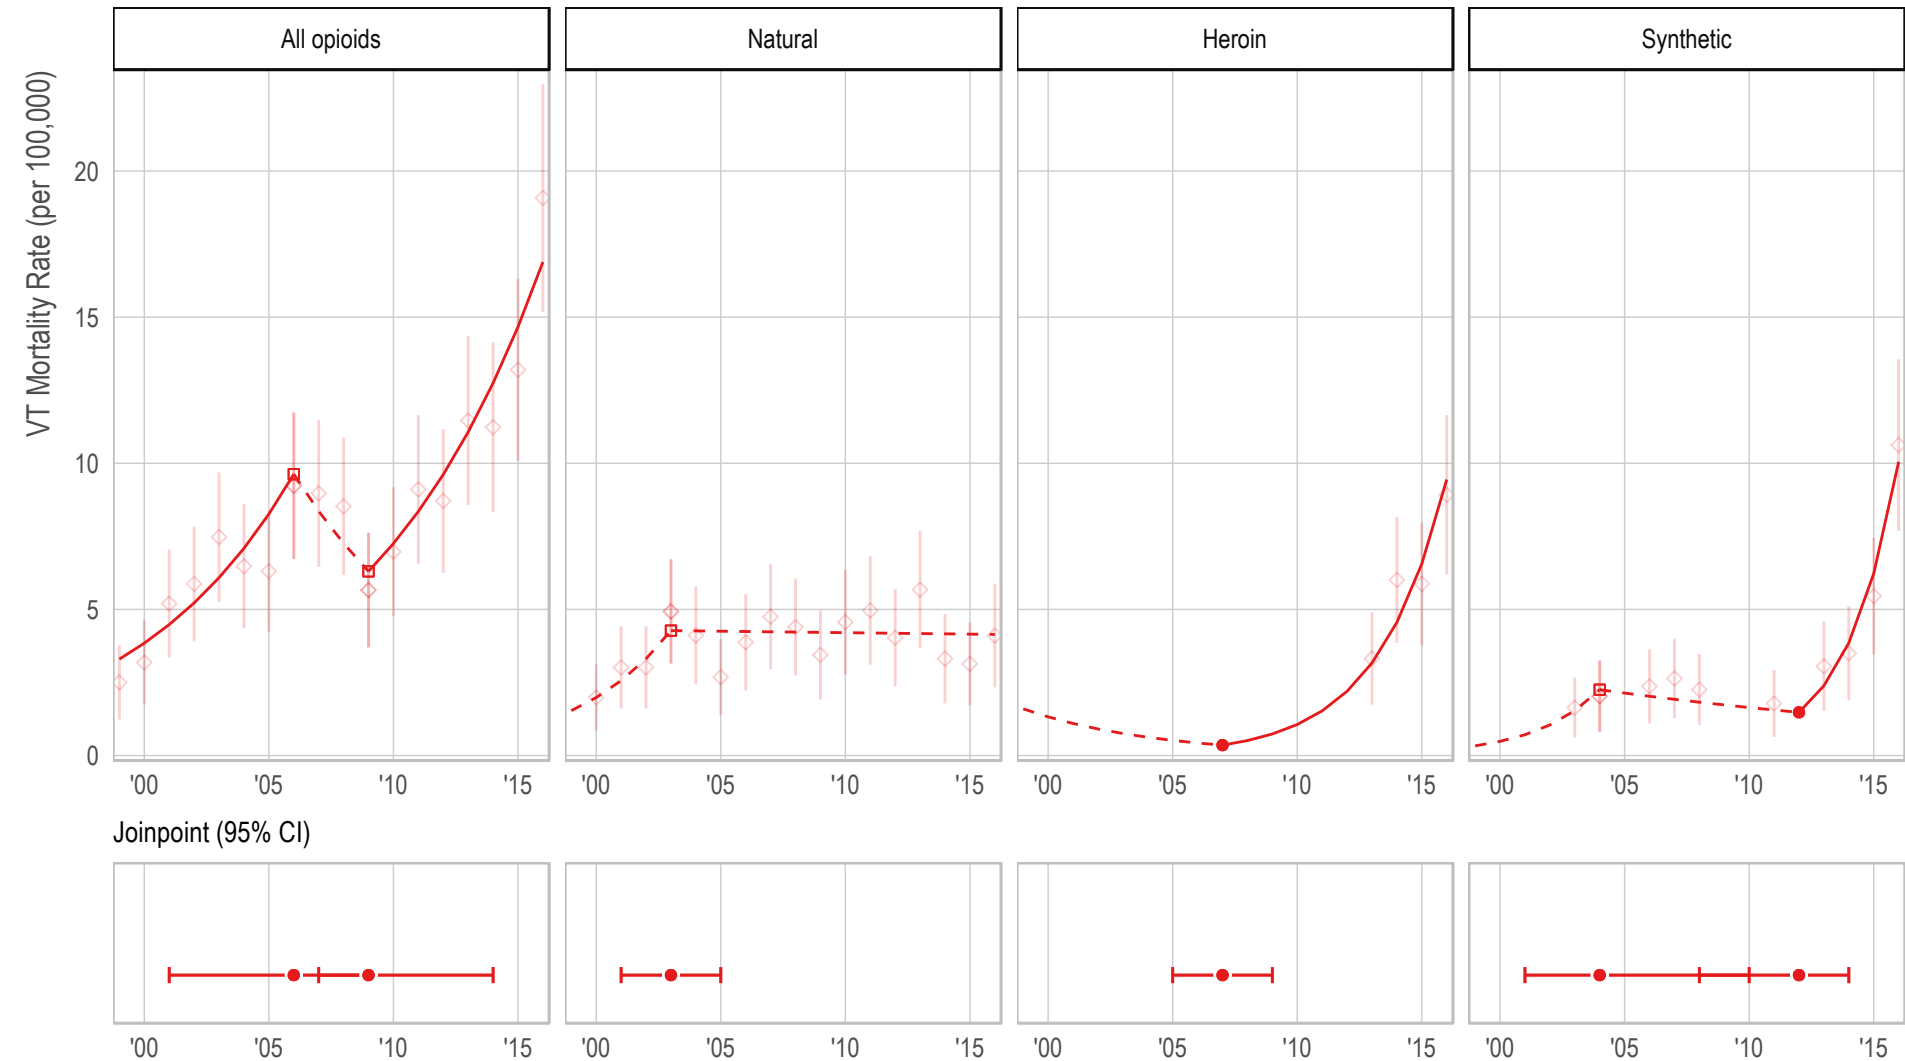 All opioids Natural Heroin Synthetic
VT Mortality Rate (per 100,000)
20
15
10
5
0
'00 '05 '10 '15 '00 '05 '10 '15 '00 '05 '10 '15 '00 '05 '10 '15
Joinpoint (95% CI)
'00 '05 '10 '15 '00 '05 '10 '15 '00 '05 '10 '15 '00 '05 '10 '15